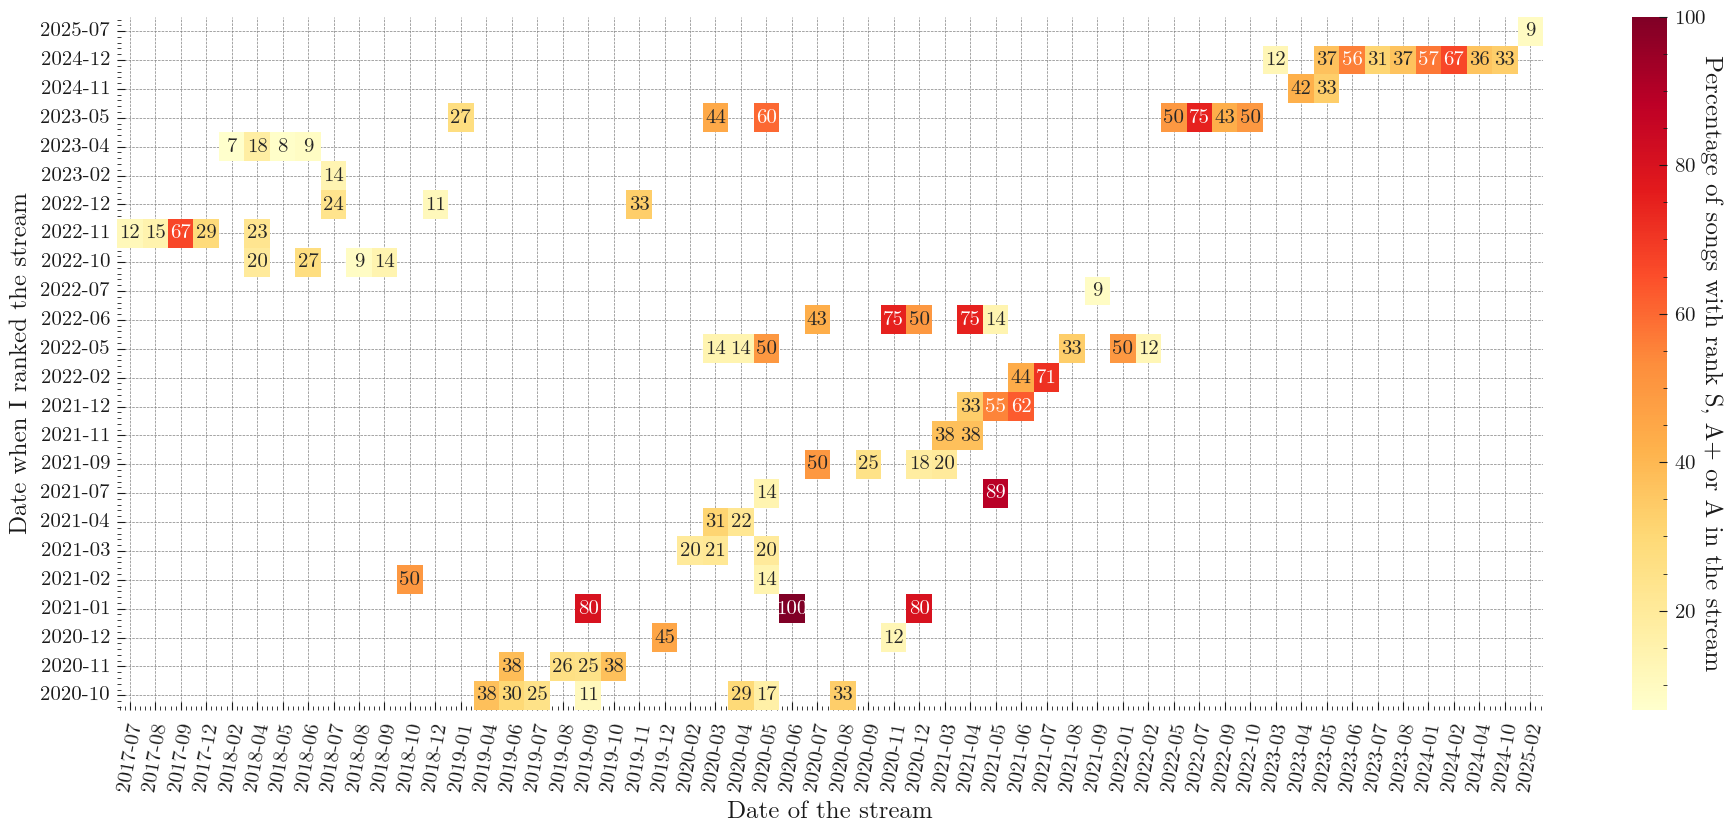 2025-07 9
2024-12 12 37 56 31 37 57 67 36 33
2024-11 42 33
2023-05 27 44 60 50 75 43 50
2023-04 7 18 8 9
2023-02 14
2022-12 24 11 33
2022-11 12 15 67 29 23
2022-10 20 27 9 14
2022-07 9
2022-06 43 75 50 75 14
2022-05 14 14 50 33 50 12
2022-02 44 71
2021-12 33 55 62
2021-11 38 38
2021-09 50 25 18 20
2021-07 14 89
2021-04 31 22
2021-03 20 21 20
2021-02 50 14
2021-01 80 100 80
2020-12 45 12
2020-11 38 26 25 38
2020-10 38 30 25 11 29 17 33
2017-07 2017-08 2017-09 2017-12 2018-02 2018-04 2018-05 2018-06 2018-07 2018-08 2018-09 2018-10 2018-12 2019-01 2019-04 2019-06 2019-07 2019-08 2019-09 2019-10 2019-11 2019-12 2020-02 2020-03 2020-04 2020-05 2020-06 2020-07 2020-08 2020-09 2020-11 2020-12 2021-03 2021-04 2021-05 2021-06 2021-07 2021-08 2021-09 2022-01 2022-02 2022-05 2022-07 2022-09 2022-10 2023-03 2023-04 2023-05 2023-06 2023-07 2023-08 2024-01 2024-02 2024-04 2024-10 2025-02
Date of the stream
Date when I ranked the stream
100
80
60
40
20
Percentage of songs with rank S, A+ or A in the stream